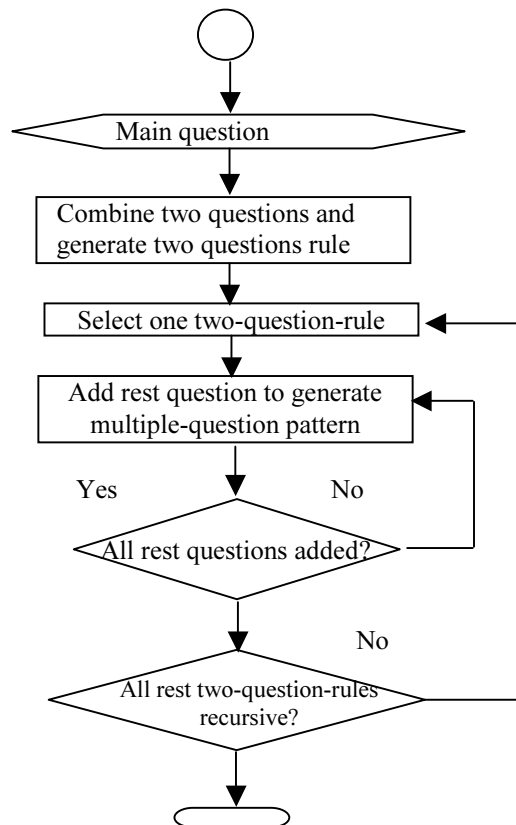 Main question
Combine two questions and
generate two questions rule
Select one two-question-rule
Add rest question to generate
multiple-question pattern
Yes
No
All rest questions added?
No
All rest two-question-rules
recursive?